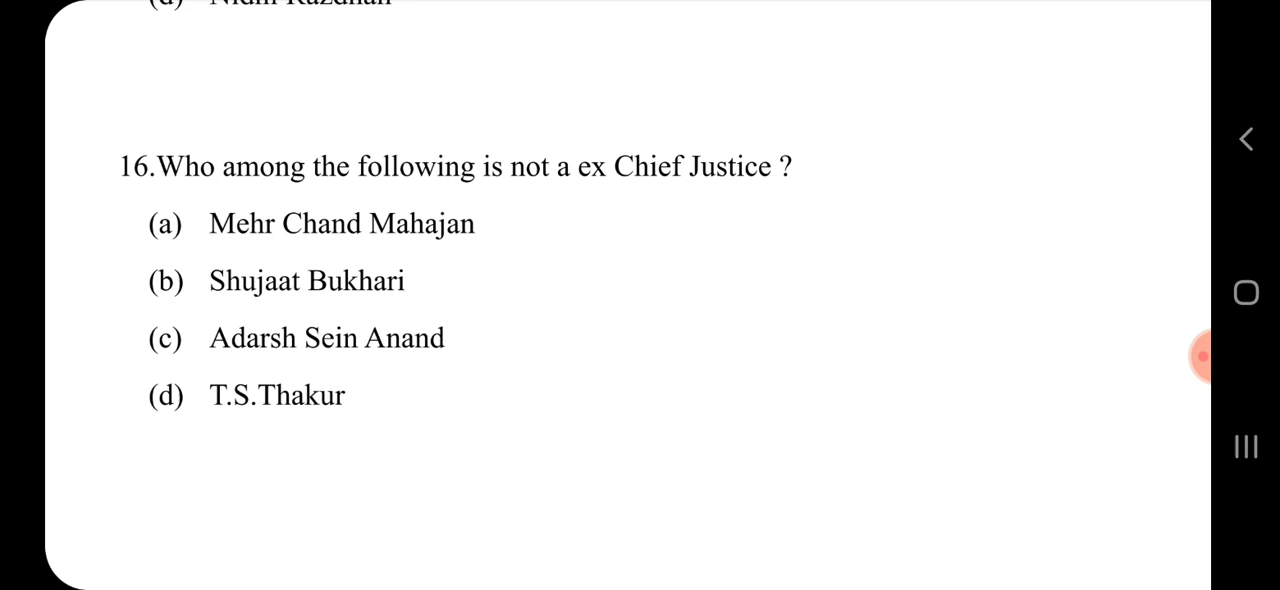 16.Who among the following is not a ex Chief Justice ?
(a) Mehr Chand Mahajan
(b) Shujaat Bukhari
(c) Adarsh Sein Anand
(d) T.S.Thakur